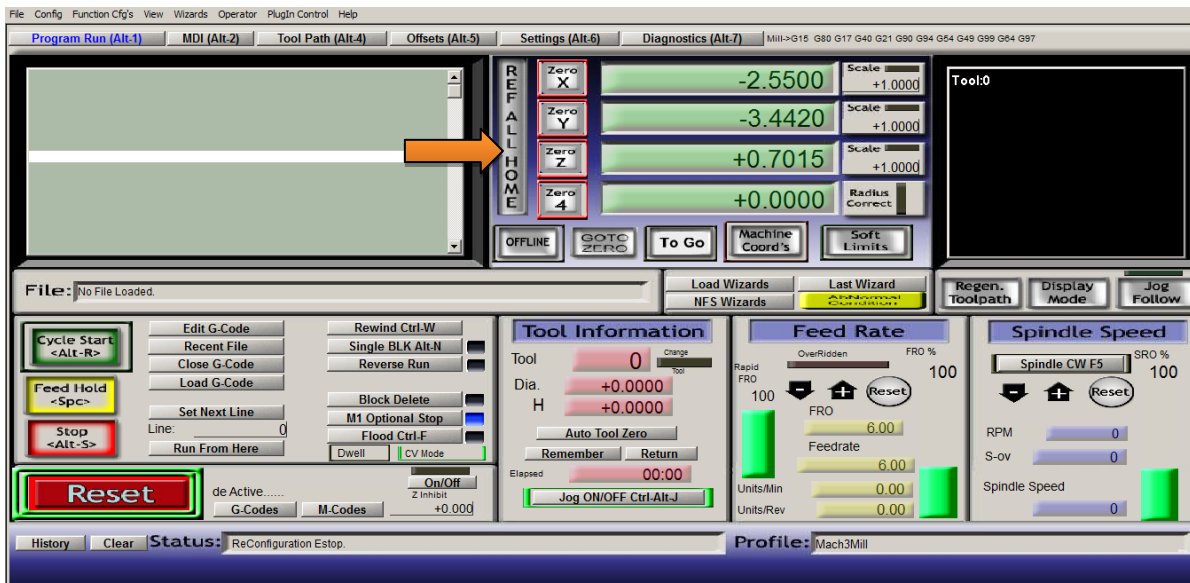 File Config Function Cfg's View Wizards Operator PlugIn Control Help
Program Run (Alt-1) MDI (Alt-2) Tool Path (Alt-4) Offsets (Alt-5) Settings (Alt-6) Diagnostics (Alt-7) Mill->G15 G80 G17 G40 G21 G90 G94 G54 G49 G99 G64 G97
REF ALL HOME
Zero X -2.5500 Scale +1.0000
Zero Y -3.4420 Scale +1.0000
Zero Z +0.7015 Scale +1.0000
Zero 4 +0.0000 Radius Correct
OFFLINE GOTO ZERO To Go Machine Coord's Soft Limits
Tool:0
File: No File Loaded.
Load Wizards Last Wizard
NFS Wizards AbNormal Condition
Regen. Toolpath Display Mode Jog Follow
Cycle Start <Alt-R>
Feed Hold <Spc>
Stop <Alt-S>
Edit G-Code
Recent File
Close G-Code
Load G-Code
Set Next Line
Line: 0
Run From Here
Rewind Ctrl-W
Single BLK Alt-N
Reverse Run
Block Delete
M1 Optional Stop
Flood Ctrl-F
Dwell CV Mode
Reset
de Active......
G-Codes M-Codes
On/Off
Z Inhibit
+0.000
Tool Information
Tool 0 Change Tool
Dia. +0.0000
H +0.0000
Auto Tool Zero
Remember Return
Elapsed 00:00
Jog ON/OFF Ctrl-Alt-J
Feed Rate
OverRidden FRO %
100
Rapid FRO
100
Reset
FRO
6.00
Feedrate
6.00
Units/Min 0.00
Units/Rev 0.00
Spindle Speed
Spindle CW F5
SRO %
100
Reset
RPM 0
S-ov 0
Spindle Speed
0
History Clear Status: ReConfiguration Estop.
Profile: Mach3Mill